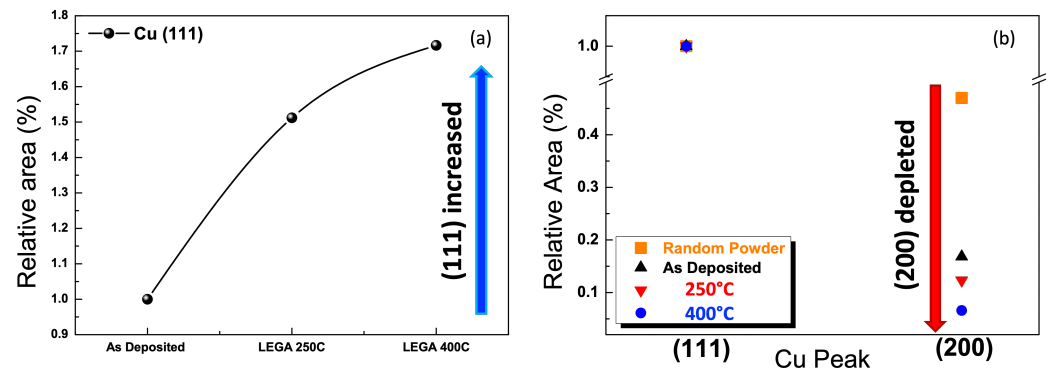 1.8
1.7
1.6
1.5
1.4
1.3
1.2
1.1
1.0
0.9
Relative area (%)
Cu (111)
(a)
(111) increased
As Deposited
LEGA 250C
LEGA 400C
1.0
0.4
0.2
0.1
Relative Area (%)
(b)
(200) depleted
Random Powder
As Deposited
250°C
400°C
(111)
(200)
Cu Peak